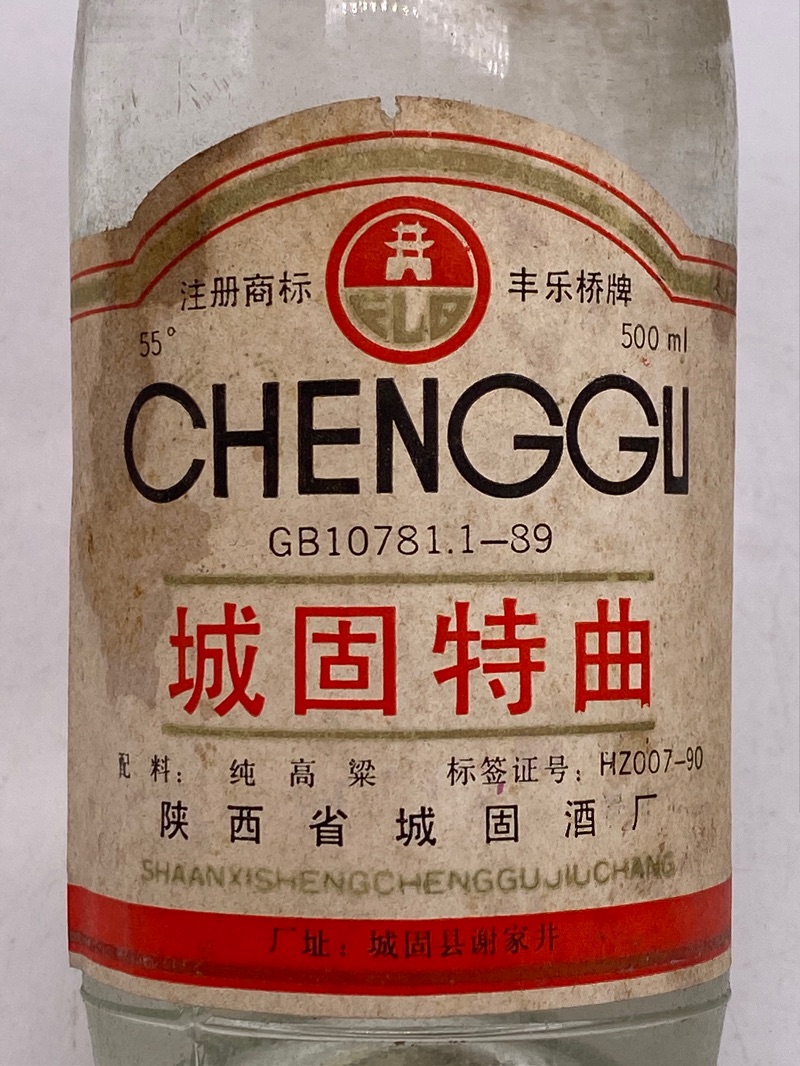 注册商标 丰乐桥牌
55° 500 ml
CHENGGU
GB10781.1—89
城固特曲
配料：纯高粱 标签证号：HZ007-90
陕西省城固酒厂
SHAANXISHENGCHENGGUJIUCHANG
厂址：城固县谢家井